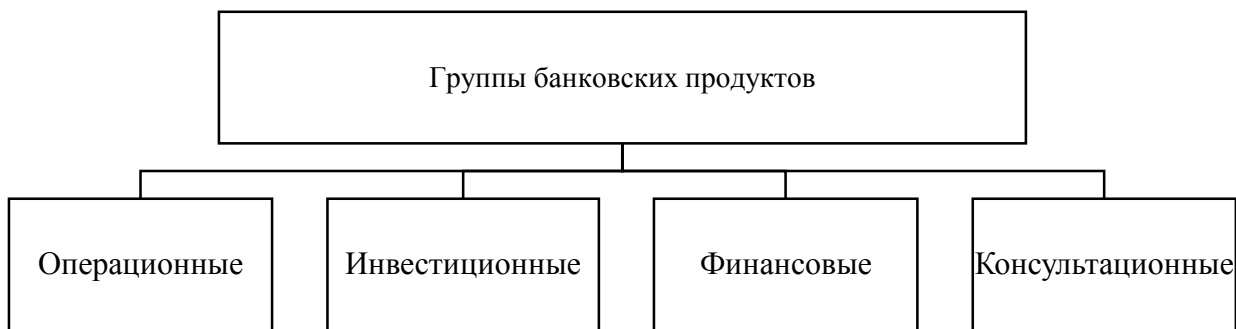 Группы банковских продуктов
Операционные
Инвестиционные
Финансовые
Консультационные